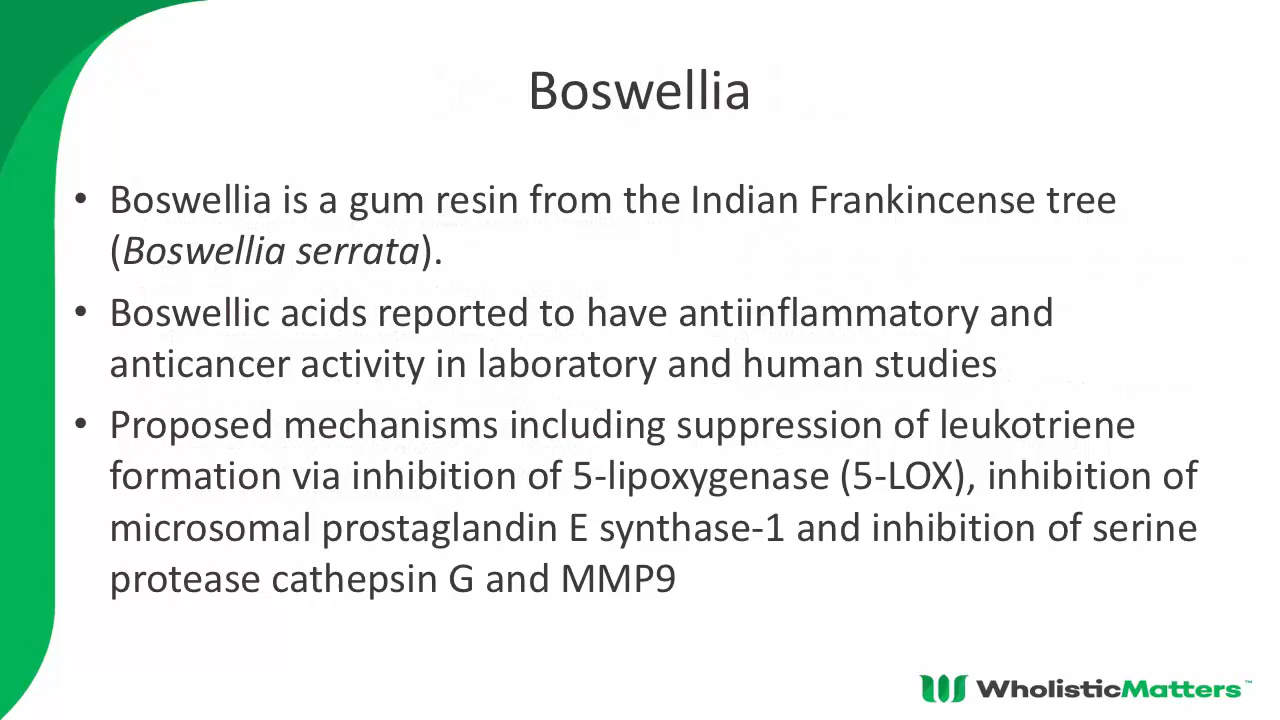 Boswellia
• Boswellia is a gum resin from the Indian Frankincense tree
(Boswellia serrata).
• Boswellic acids reported to have antiinflammatory and
anticancer activity in laboratory and human studies
• Proposed mechanisms including suppression of leukotriene
formation via inhibition of 5-lipoxygenase (5-LOX), inhibition of
microsomal prostaglandin E synthase-1 and inhibition of serine
protease cathepsin G and MMP9
WholisticMatters™